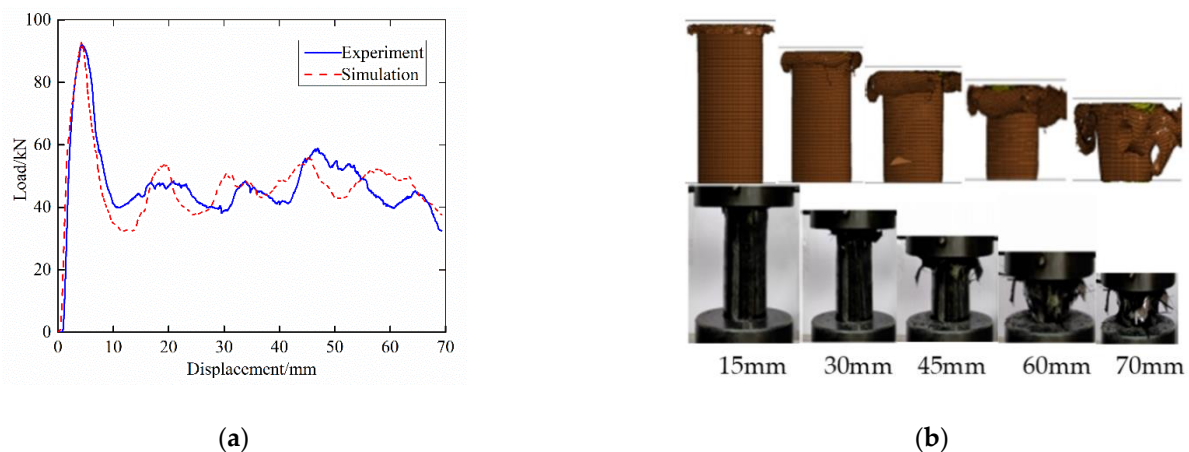 100
80
60
40
20
0
Load/kN
Experiment
Simulation
0 10 20 30 40 50 60 70
Displacement/mm
15mm 30mm 45mm 60mm 70mm
(a) (b)